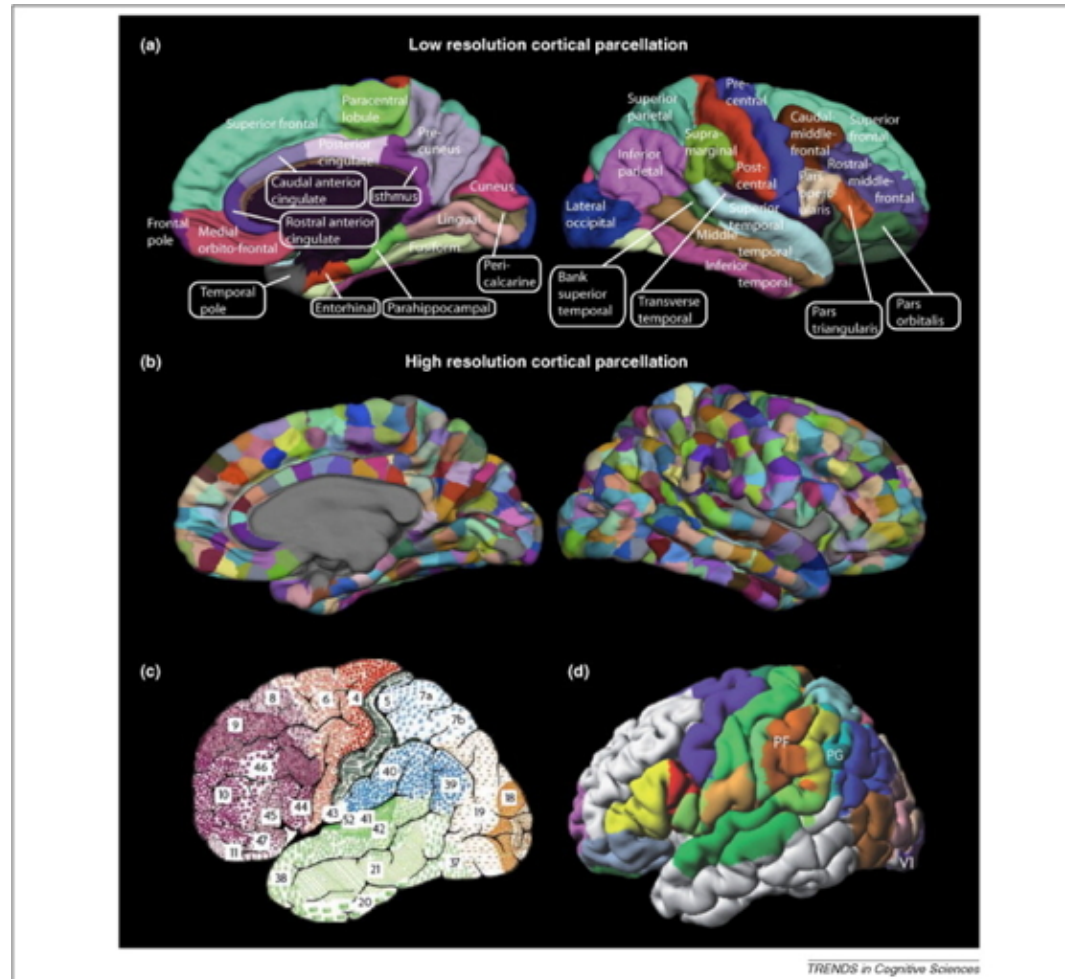 (a)
Low resolution cortical parcellation
Superior frontal
Paracentral
lobule
Posterior
cingulate
Pre-
cuneus
Caudal anterior
cingulate
Isthmus
Cuneus
Frontal
pole
Medial
orbito-frontal
Rostral anterior
cingulate
Lingual
Fusiform
Peri-
calcarine
Temporal
pole
Entorhinal
Parahippocampal
Superior
parietal
Pre-
central
Caudal-
middle-
frontal
Superior
frontal
Supra-
marginal
Inferior
parietal
Post-
central
Rostral-
middle-
frontal
Pars
operc-
ularis
Lateral
occipital
Superior
temporal
Middle
temporal
Inferior
temporal
Bank
superior
temporal
Transverse
temporal
Pars
triangularis
Pars
orbitalis
(b)
High resolution cortical parcellation
(c)
8
6
4
5
7a
7b
9
46
40
39
10
45
44
43
52
41
42
19
18
11
47
38
21
37
20
(d)
PF
PG
V1
TRENDS in Cognitive Sciences